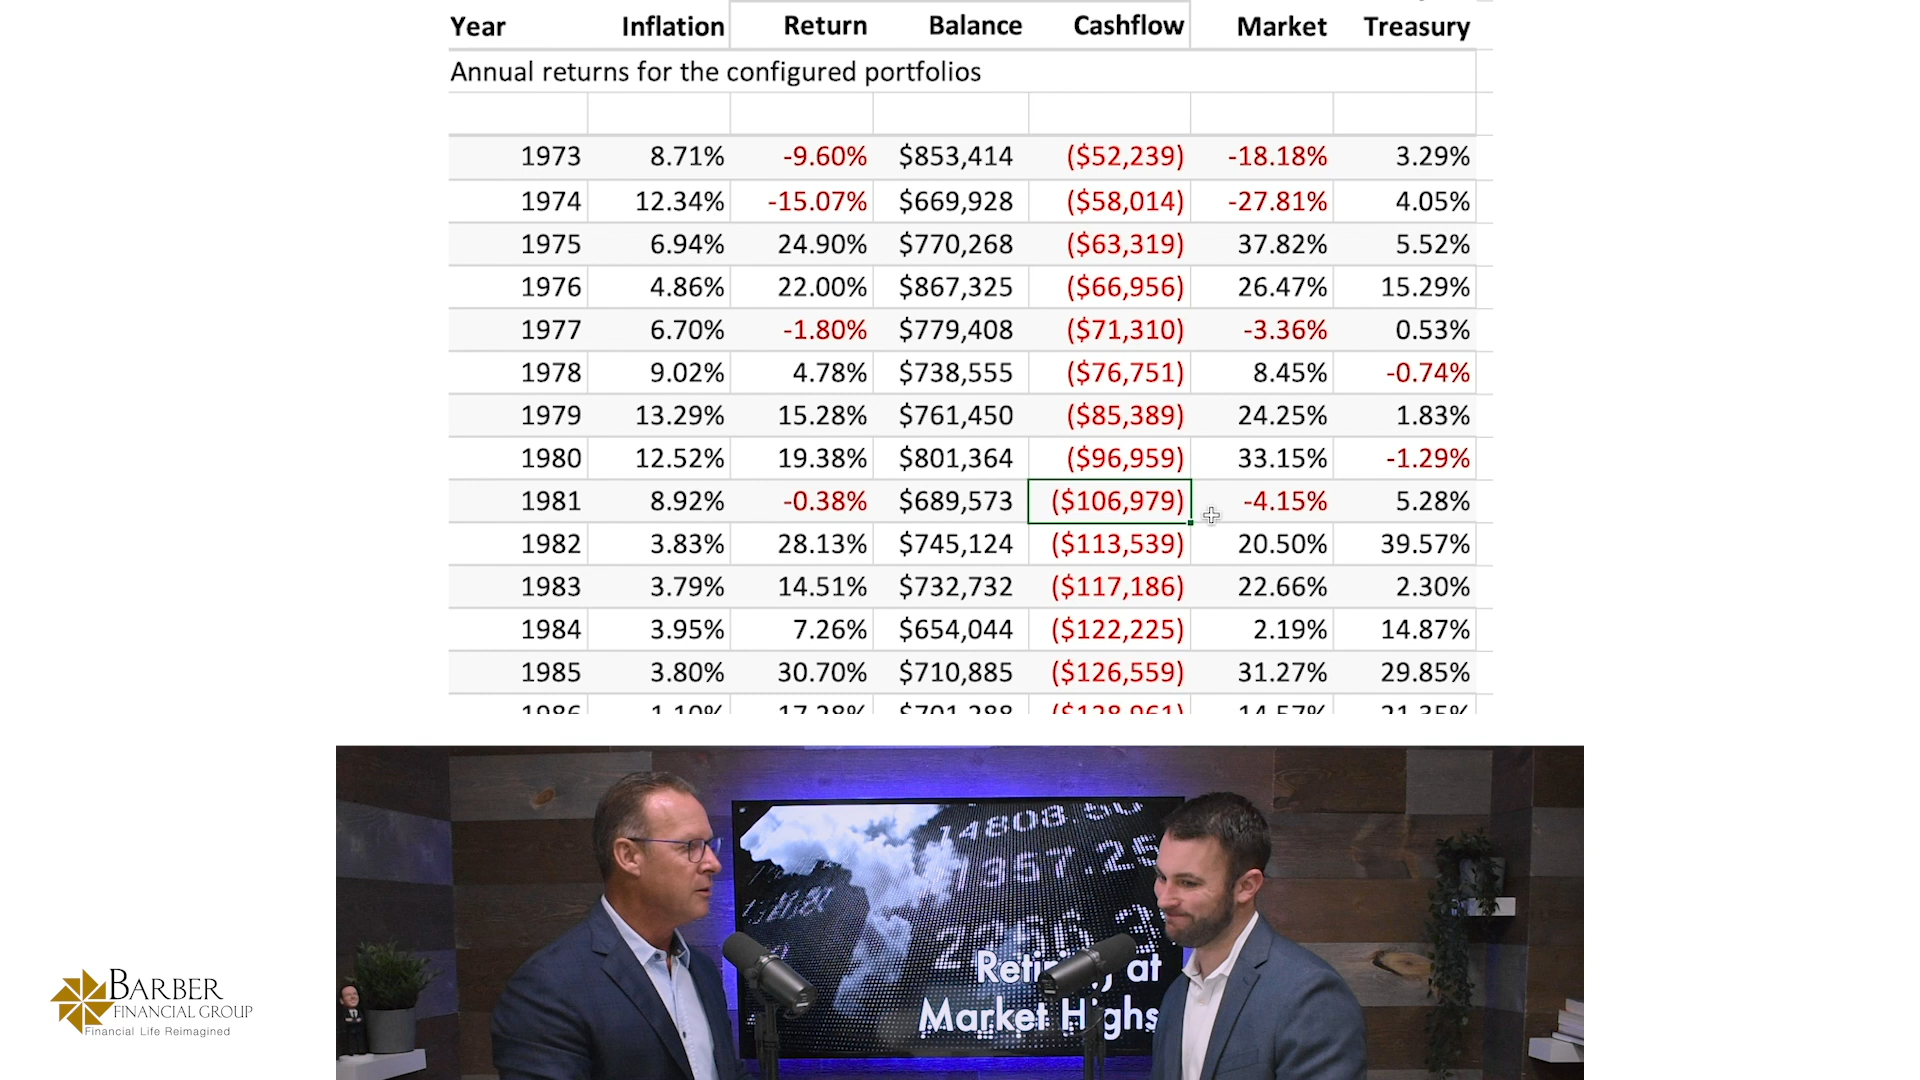 Year Inflation Return Balance Cashflow Market Treasury
Annual returns for the configured portfolios
1973 8.71% -9.60% $853,414 ($52,239) -18.18% 3.29%
1974 12.34% -15.07% $669,928 ($58,014) -27.81% 4.05%
1975 6.94% 24.90% $770,268 ($63,319) 37.82% 5.52%
1976 4.86% 22.00% $867,325 ($66,956) 26.47% 15.29%
1977 6.70% -1.80% $779,408 ($71,310) -3.36% 0.53%
1978 9.02% 4.78% $738,555 ($76,751) 8.45% -0.74%
1979 13.29% 15.28% $761,450 ($85,389) 24.25% 1.83%
1980 12.52% 19.38% $801,364 ($96,959) 33.15% -1.29%
1981 8.92% -0.38% $689,573 ($106,979) -4.15% 5.28%
1982 3.83% 28.13% $745,124 ($113,539) 20.50% 39.57%
1983 3.79% 14.51% $732,732 ($117,186) 22.66% 2.30%
1984 3.95% 7.26% $654,044 ($122,225) 2.19% 14.87%
1985 3.80% 30.70% $710,885 ($126,559) 31.27% 29.85%
14808.50
1357.25
at
Market
BARBER
FINANCIAL GROUP
Financial Life Reimagined